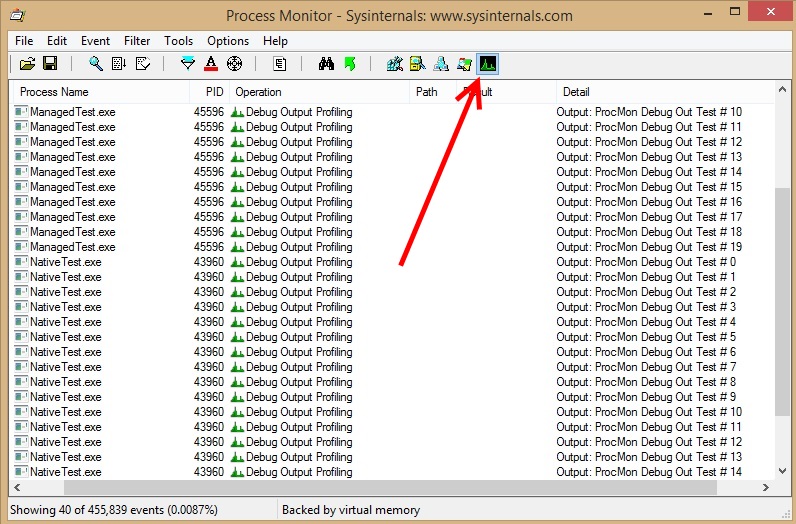 Process Monitor - Sysinternals: www.sysinternals.com
File Edit Event Filter Tools Options Help
Process Name PID Operation Path Detail
ManagedTest.exe 45596 Debug Output Profiling Output: ProcMon Debug Out Test # 10
ManagedTest.exe 45596 Debug Output Profiling Output: ProcMon Debug Out Test # 11
ManagedTest.exe 45596 Debug Output Profiling Output: ProcMon Debug Out Test # 12
ManagedTest.exe 45596 Debug Output Profiling Output: ProcMon Debug Out Test # 13
ManagedTest.exe 45596 Debug Output Profiling Output: ProcMon Debug Out Test # 14
ManagedTest.exe 45596 Debug Output Profiling Output: ProcMon Debug Out Test # 15
ManagedTest.exe 45596 Debug Output Profiling Output: ProcMon Debug Out Test # 16
ManagedTest.exe 45596 Debug Output Profiling Output: ProcMon Debug Out Test # 17
ManagedTest.exe 45596 Debug Output Profiling Output: ProcMon Debug Out Test # 18
ManagedTest.exe 45596 Debug Output Profiling Output: ProcMon Debug Out Test # 19
NativeTest.exe 43960 Debug Output Profiling Output: ProcMon Debug Out Test # 0
NativeTest.exe 43960 Debug Output Profiling Output: ProcMon Debug Out Test # 1
NativeTest.exe 43960 Debug Output Profiling Output: ProcMon Debug Out Test # 2
NativeTest.exe 43960 Debug Output Profiling Output: ProcMon Debug Out Test # 3
NativeTest.exe 43960 Debug Output Profiling Output: ProcMon Debug Out Test # 4
NativeTest.exe 43960 Debug Output Profiling Output: ProcMon Debug Out Test # 5
NativeTest.exe 43960 Debug Output Profiling Output: ProcMon Debug Out Test # 6
NativeTest.exe 43960 Debug Output Profiling Output: ProcMon Debug Out Test # 7
NativeTest.exe 43960 Debug Output Profiling Output: ProcMon Debug Out Test # 8
NativeTest.exe 43960 Debug Output Profiling Output: ProcMon Debug Out Test # 9
NativeTest.exe 43960 Debug Output Profiling Output: ProcMon Debug Out Test # 10
NativeTest.exe 43960 Debug Output Profiling Output: ProcMon Debug Out Test # 11
NativeTest.exe 43960 Debug Output Profiling Output: ProcMon Debug Out Test # 12
NativeTest.exe 43960 Debug Output Profiling Output: ProcMon Debug Out Test # 13
NativeTest.exe 43960 Debug Output Profiling Output: ProcMon Debug Out Test # 14
Showing 40 of 455,839 events (0.0087%) Backed by virtual memory